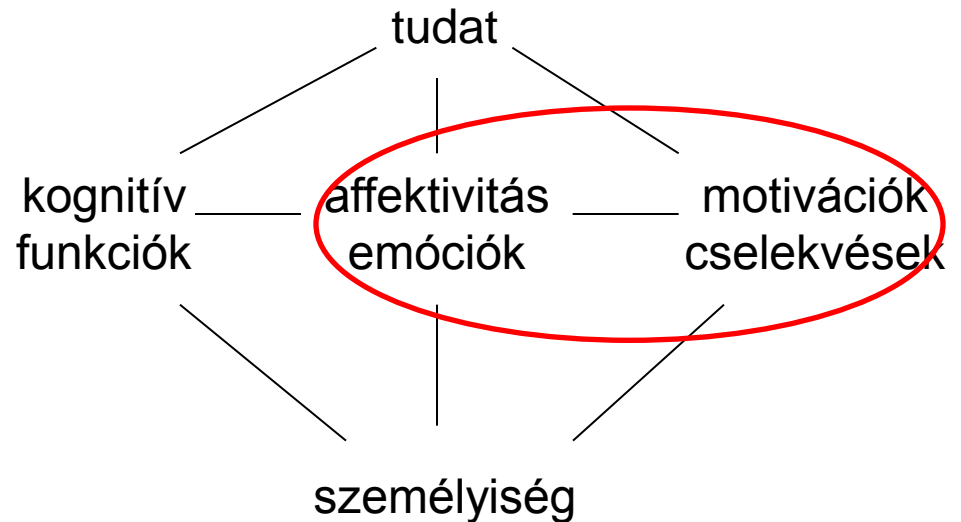 tudat
kognitív
funkciók
affektivitás
emóciók
motivációk
cselekvések
személyiség